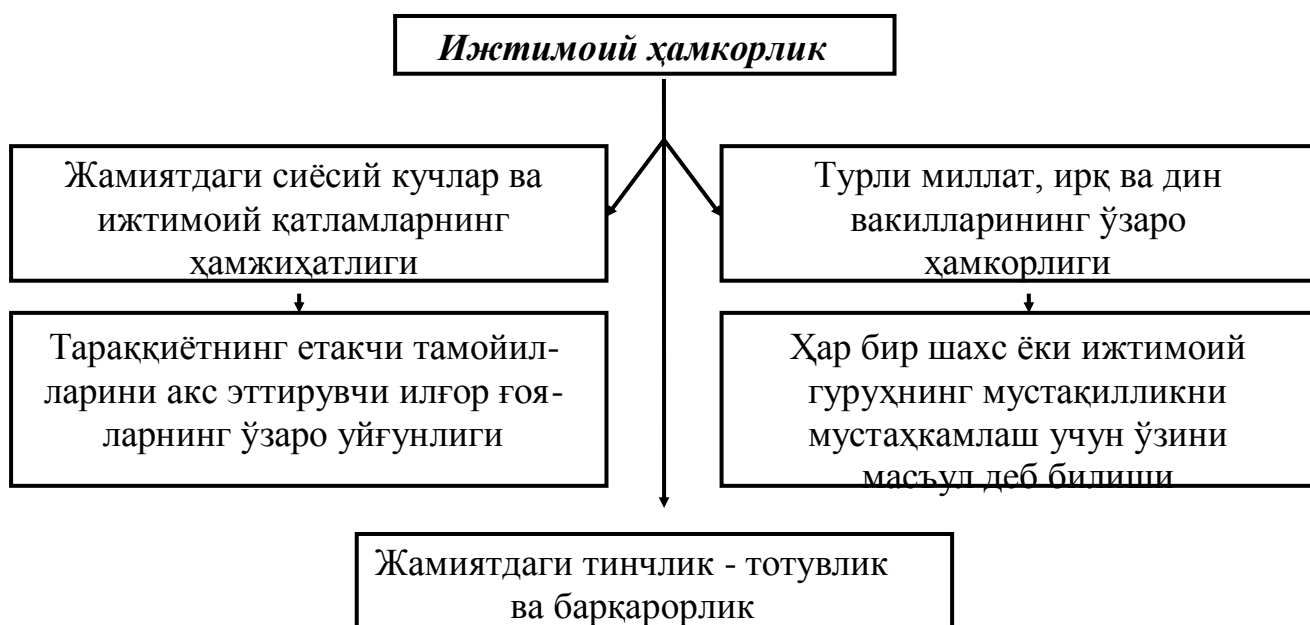 Ижтимоий ҳамкорлик
Жамиятдаги сиёсий кучлар ва
ижтимоий қатламларнинг
ҳамжиҳатлиги
Турли миллат, ирқ ва дин
вакилларининг ўзаро
ҳамкорлиги
Тараққиётнинг етакчи тамойил-
ларини акс эттирувчи илғор ғоя-
ларнинг ўзаро уйғунлиги
Ҳар бир шахс ёки ижтимоий
гуруҳнинг мустақилликни
мустаҳкамлаш учун ўзини
масъул деб билиши
Жамиятдаги тинчлик - тотувлик
ва барқарорлик